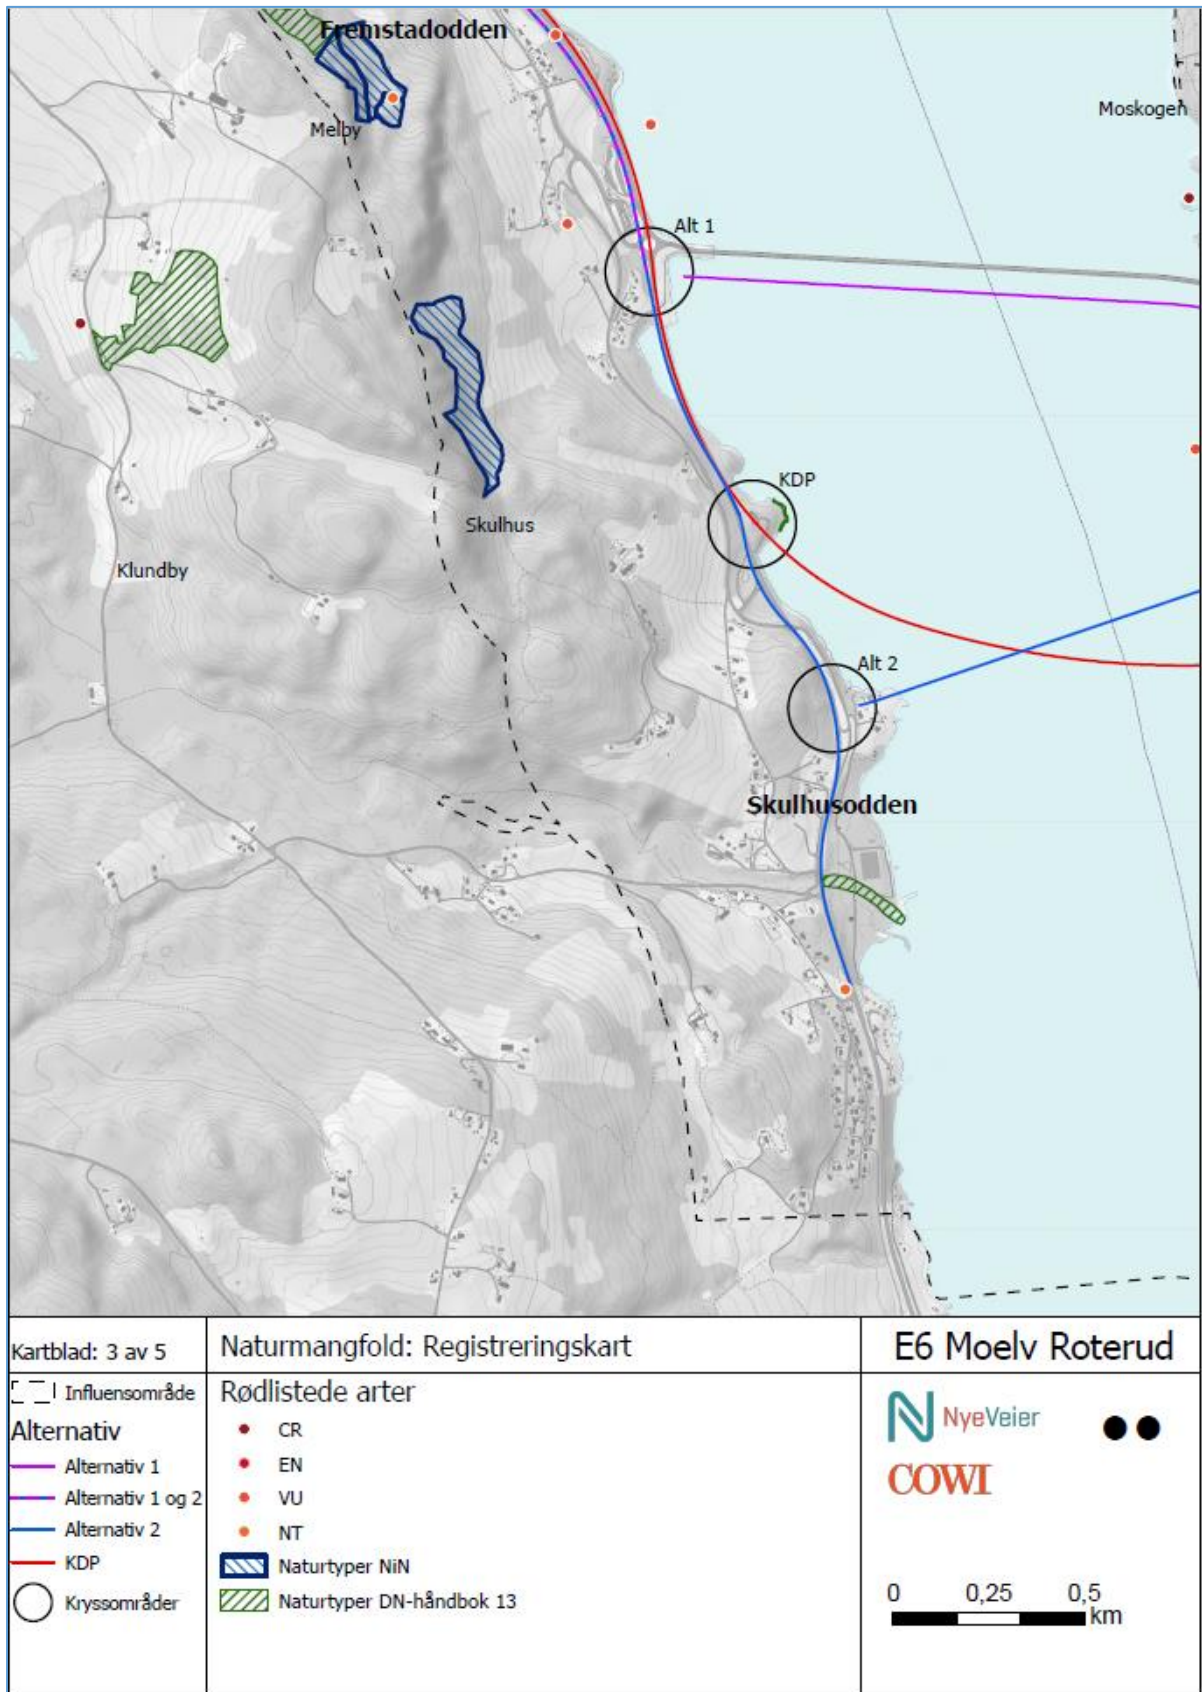 Fremstadodden
Melby
Moskogen
Alt 1
KDP
Skulhus
Klundby
Alt 2
Skulhusodden
Kartblad: 3 av 5
Naturmangfold: Registreringskart
E6 Moelv Roterud
Influensområde
Alternativ
Alternativ 1
Alternativ 1 og 2
Alternativ 2
KDP
Kryssområder
Rødlistede arter
CR
EN
VU
NT
Naturtyper NiN
Naturtyper DN-håndbok 13
NyeVeier
COWI
0 0,25 0,5
km